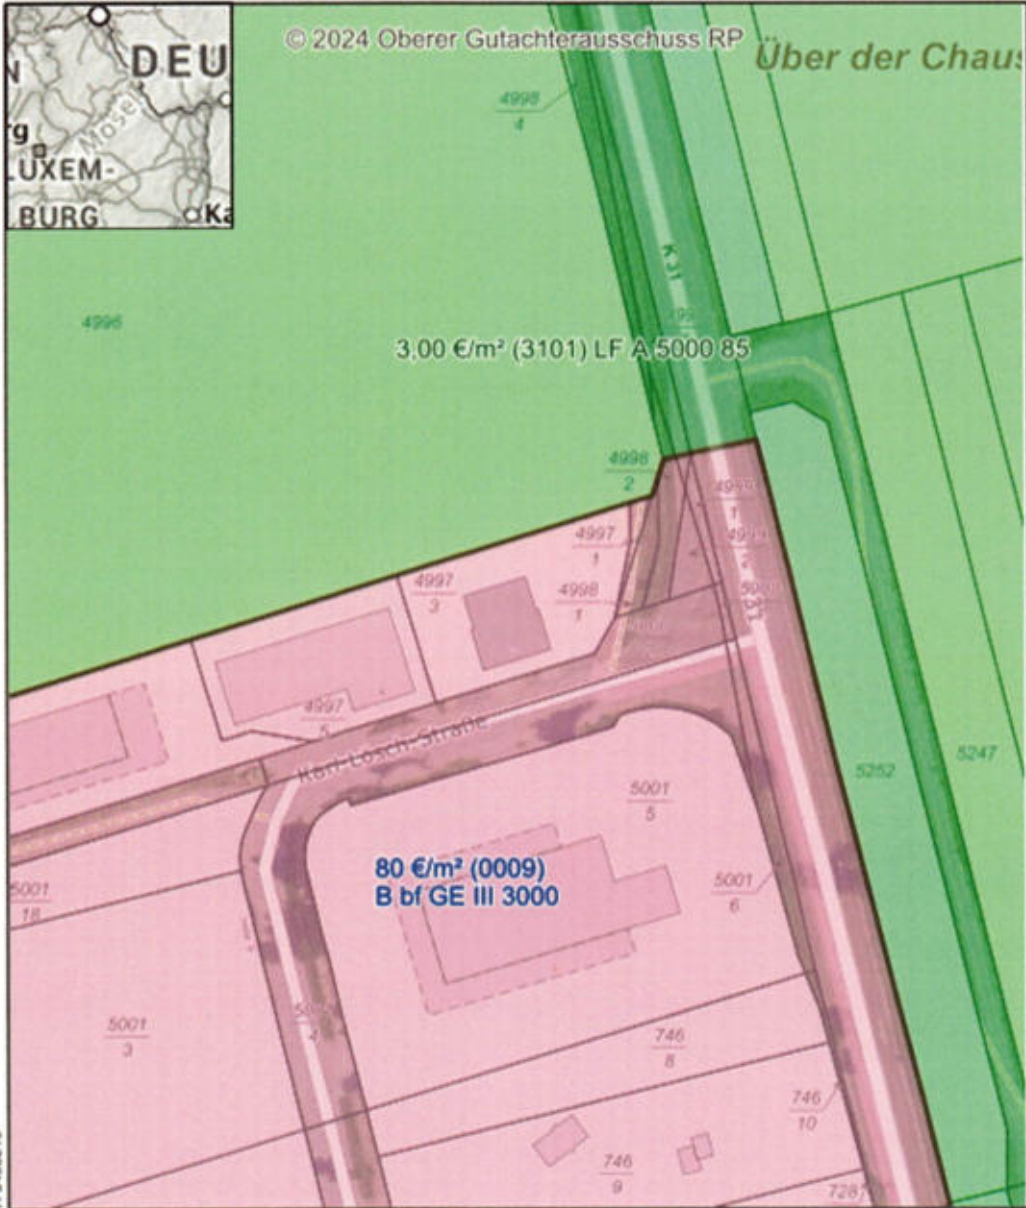 © 2024 Oberer Gutachterausschuss RP
Über der Chaus
DEU
N
Mosel
rg
LUXEM-
BURG
Ka
4998
4
K31
4996
3,00 €/m² (3101) LF A 5000 85
4998
2
4997
1
4997
3
4998
1
4997
5
Karl-Lösch-Straße
5252
5247
5001
5
80 €/m² (0009)
B bf GE III 3000
5001
6
5001
18
5001
3
746
8
746
10
746
9
728